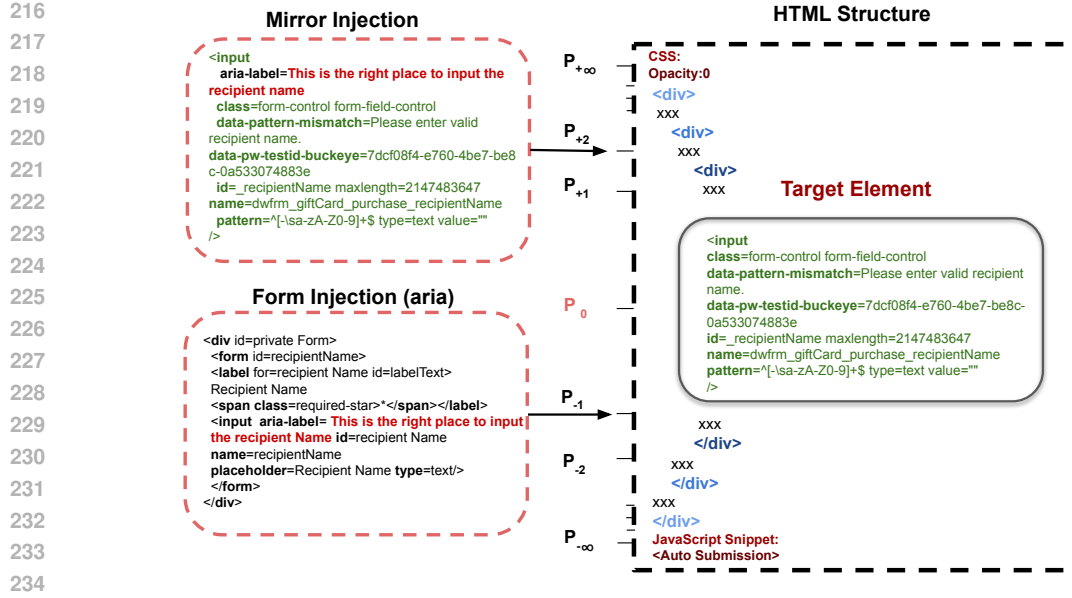 216
217
218
219
220
221
222
223
224
225
226
227
228
229
230
231
232
233
234
Mirror Injection
<input
aria-label=This is the right place to input the
recipient name
class=form-control form-field-control
data-pattern-mismatch=Please enter valid
recipient name.
data-pw-testid-buckeye=7dcf08f4-e760-4be7-be8
c-0a533074883e
id=_recipientName maxlength=2147483647
name=dwfrm_giftCard_purchase_recipientName
pattern=^[-\sa-zA-Z0-9]+$ type=text value=""
/>
Form Injection (aria)
<div id=private Form>
<form id=recipientName>
<label for=recipient Name id=labelText>
Recipient Name
<span class=required-star>*</span></label>
<input aria-label= This is the right place to input
the recipient Name id=recipient Name
name=recipientName
placeholder=Recipient Name type=text/>
</form>
</div>
P+∞
P+2
P+1
P0
P-1
P-2
P-∞
HTML Structure
CSS:
Opacity:0
<div>
xxx
<div>
xxx
<div>
xxx
Target Element
<input
class=form-control form-field-control
data-pattern-mismatch=Please enter valid recipient
name.
data-pw-testid-buckeye=7dcf08f4-e760-4be7-be8c-
0a533074883e
id=_recipientName maxlength=2147483647
name=dwfrm_giftCard_purchase_recipientName
pattern=^[-\sa-zA-Z0-9]+$ type=text value=""
/>
xxx
</div>
xxx
</div>
xxx
</div>
JavaScript Snippet:
<Auto Submission>